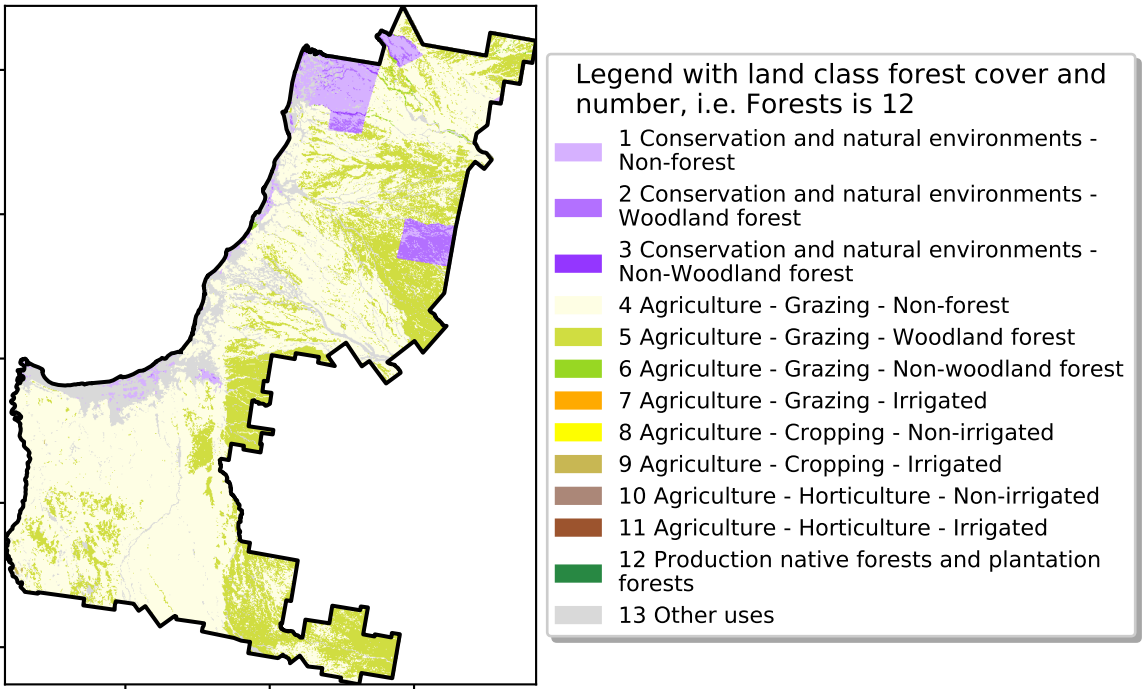 Legend with land class forest cover and
number, i.e. Forests is 12
1 Conservation and natural environments -
Non-forest
2 Conservation and natural environments -
Woodland forest
3 Conservation and natural environments -
Non-Woodland forest
4 Agriculture - Grazing - Non-forest
5 Agriculture - Grazing - Woodland forest
6 Agriculture - Grazing - Non-woodland forest
7 Agriculture - Grazing - Irrigated
8 Agriculture - Cropping - Non-irrigated
9 Agriculture - Cropping - Irrigated
10 Agriculture - Horticulture - Non-irrigated
11 Agriculture - Horticulture - Irrigated
12 Production native forests and plantation
forests
13 Other uses